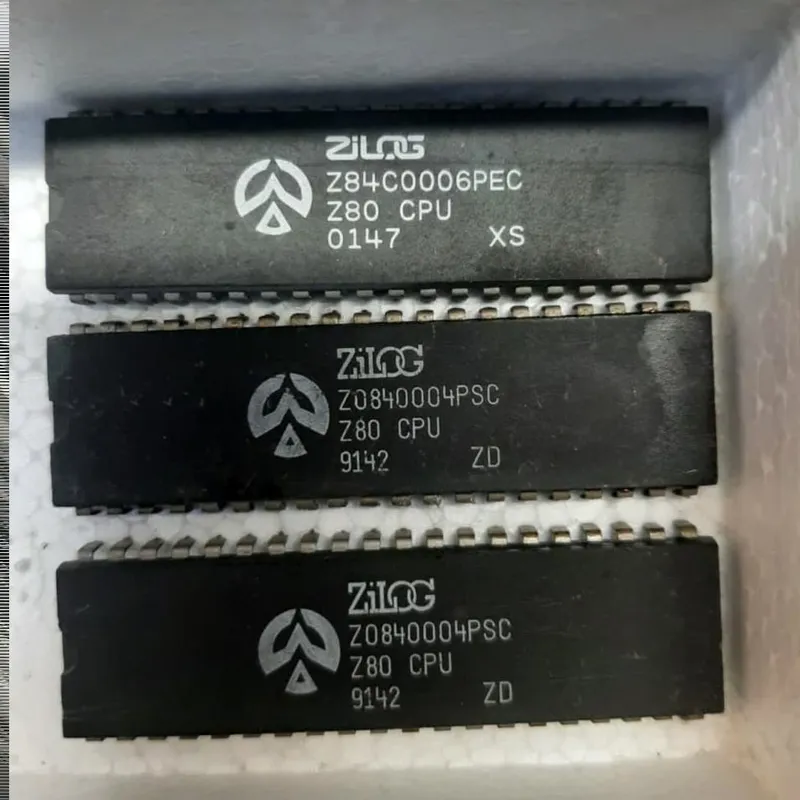 ZiLOG
Z84C0006PEC
Z80 CPU
0147 XS
ZiLOG
Z0840004PSC
Z80 CPU
9142 ZD
ZiLOG
Z0840004PSC
Z80 CPU
9142 ZD